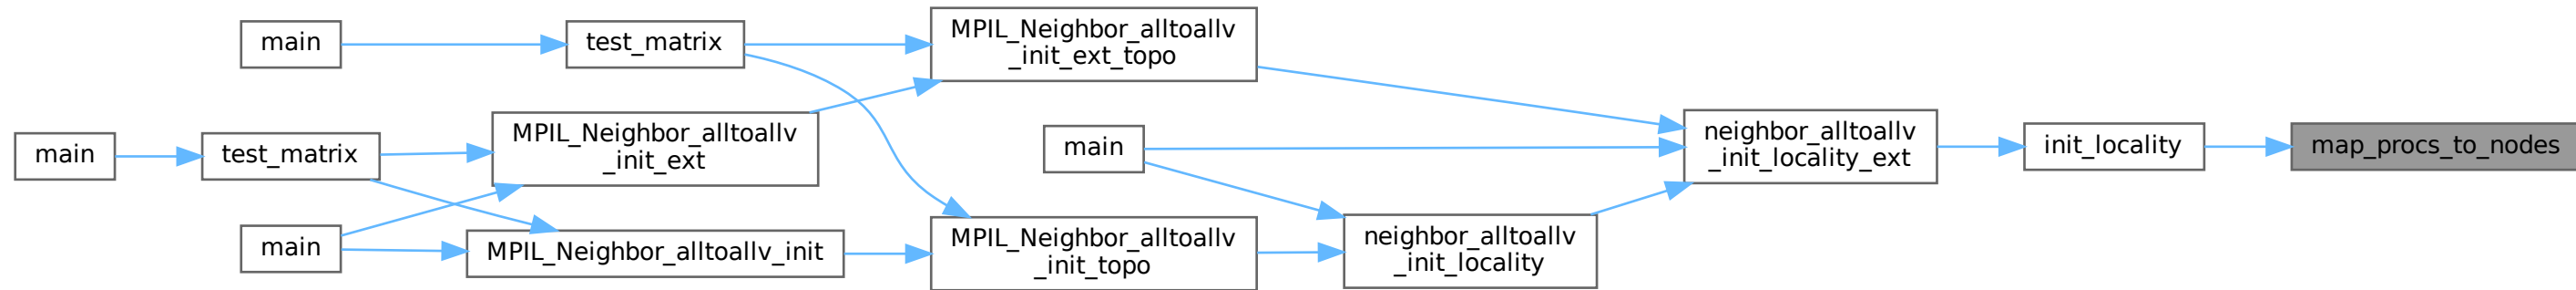 main
test_matrix
MPIL_Neighbor_alltoallv
_init_ext_topo
main
test_matrix
MPIL_Neighbor_alltoallv
_init_ext
main
neighbor_alltoallv
_init_locality_ext
init_locality
map_procs_to_nodes
main
MPIL_Neighbor_alltoallv_init
MPIL_Neighbor_alltoallv
_init_topo
neighbor_alltoallv
_init_locality